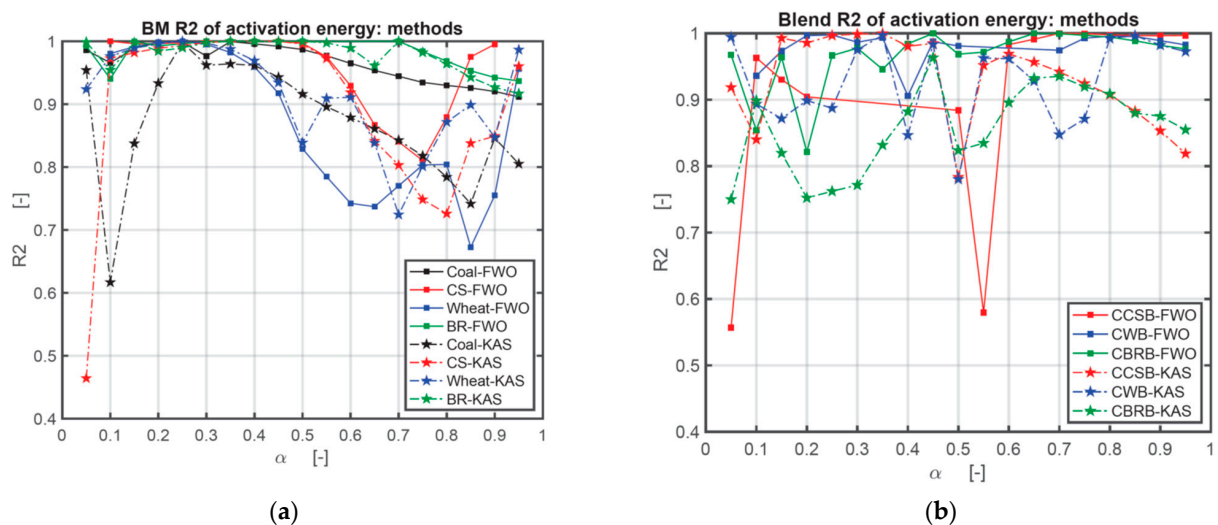 BM R2 of activation energy: methods
1
0.9
0.8
0.7
0.6
0.5
0.4
R2 [-]
Coal-FWO
CS-FWO
Wheat-FWO
BR-FWO
Coal-KAS
CS-KAS
Wheat-KAS
BR-KAS
0 0.1 0.2 0.3 0.4 0.5 0.6 0.7 0.8 0.9 1
α [-]
(a)
Blend R2 of activation energy: methods
1
0.9
0.8
0.7
0.6
0.5
0.4
R2 [-]
CCSB-FWO
CWB-FWO
CBRB-FWO
CCSB-KAS
CWB-KAS
CBRB-KAS
0 0.1 0.2 0.3 0.4 0.5 0.6 0.7 0.8 0.9 1
α [-]
(b)